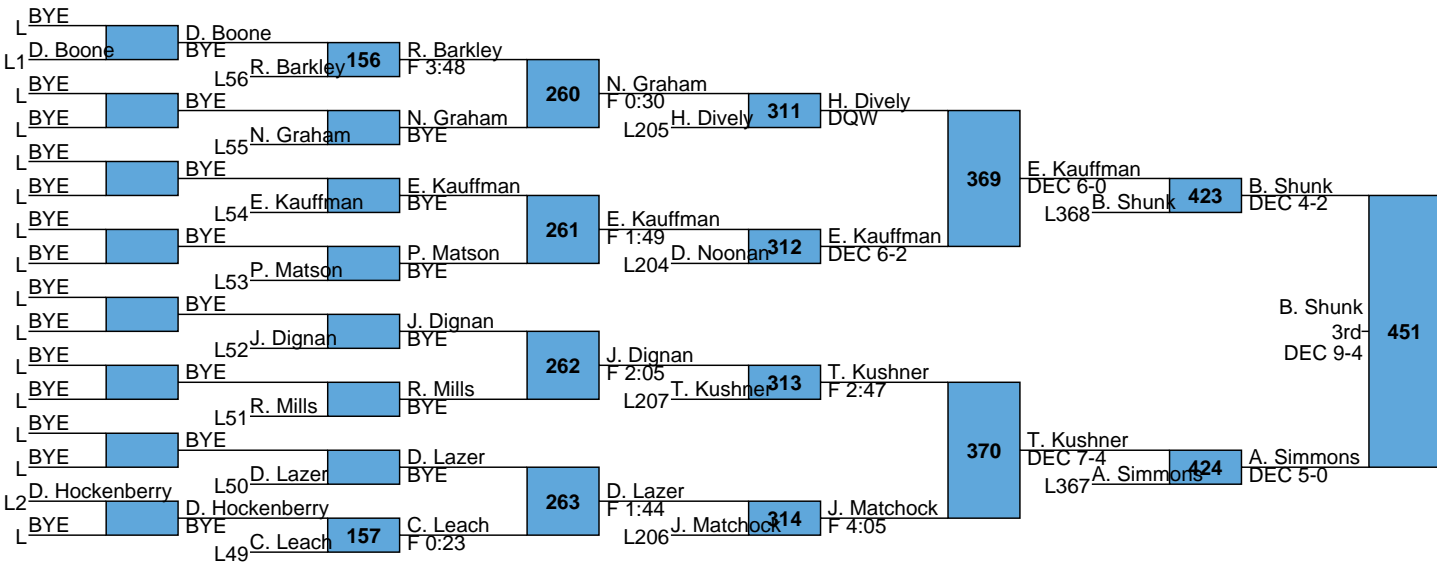 BYE
L
D. Boone
L1
D. Boone
BYE
R. Barkley
L56
156
R. Barkley
F 3:48
BYE
L
BYE
L
BYE
N. Graham
L55
N. Graham
BYE
260
N. Graham
F 0:30
H. Dively
L205
311
H. Dively
DQW
BYE
L
BYE
L
BYE
E. Kauffman
L54
E. Kauffman
BYE
BYE
L
BYE
L
BYE
P. Matson
L53
P. Matson
BYE
261
E. Kauffman
F 1:49
D. Noonan
L204
312
E. Kauffman
DEC 6-2
369
E. Kauffman
DEC 6-0
B. Shunk
L368
423
B. Shunk
DEC 4-2
BYE
L
BYE
L
BYE
J. Dignan
L52
J. Dignan
BYE
BYE
L
BYE
L
BYE
R. Mills
L51
R. Mills
BYE
262
J. Dignan
F 2:05
T. Kushner
L207
313
T. Kushner
F 2:47
BYE
L
BYE
L
BYE
D. Lazer
L50
D. Lazer
BYE
D. Hockenberry
L2
BYE
L
D. Hockenberry
BYE
C. Leach
L49
157
C. Leach
F 0:23
263
D. Lazer
F 1:44
J. Matchock
L206
314
J. Matchock
F 4:05
370
T. Kushner
DEC 7-4
A. Simmons
L367
424
A. Simmons
DEC 5-0
B. Shunk
3rd
DEC 9-4
451